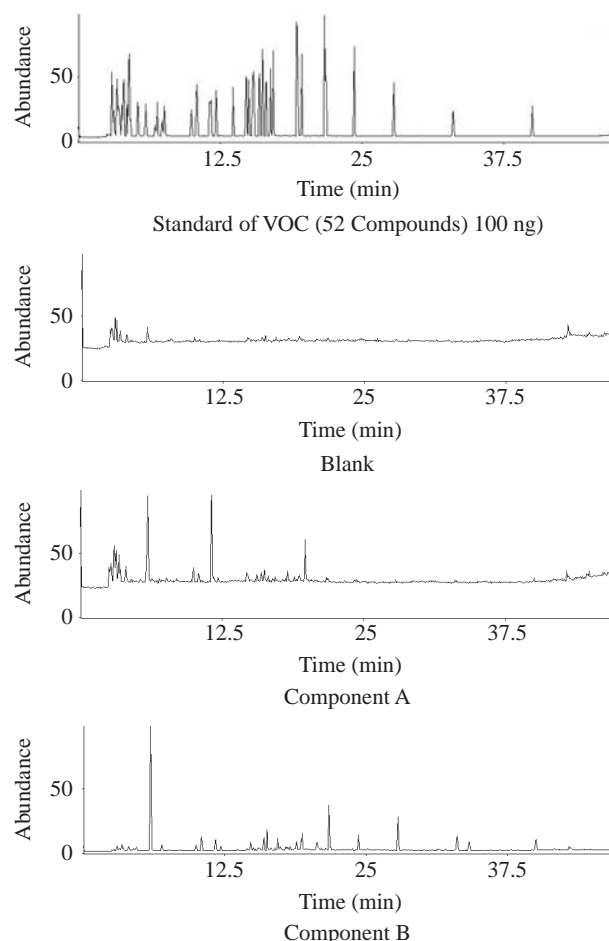 Abundance
50
0
12.5 25 37.5
Time (min)
Standard of VOC (52 Compounds) 100 ng)
Abundance
50
0
12.5 25 37.5
Time (min)
Blank
Abundance
50
0
12.5 25 37.5
Time (min)
Component A
Abundance
50
0
12.5 25 37.5
Time (min)
Component B